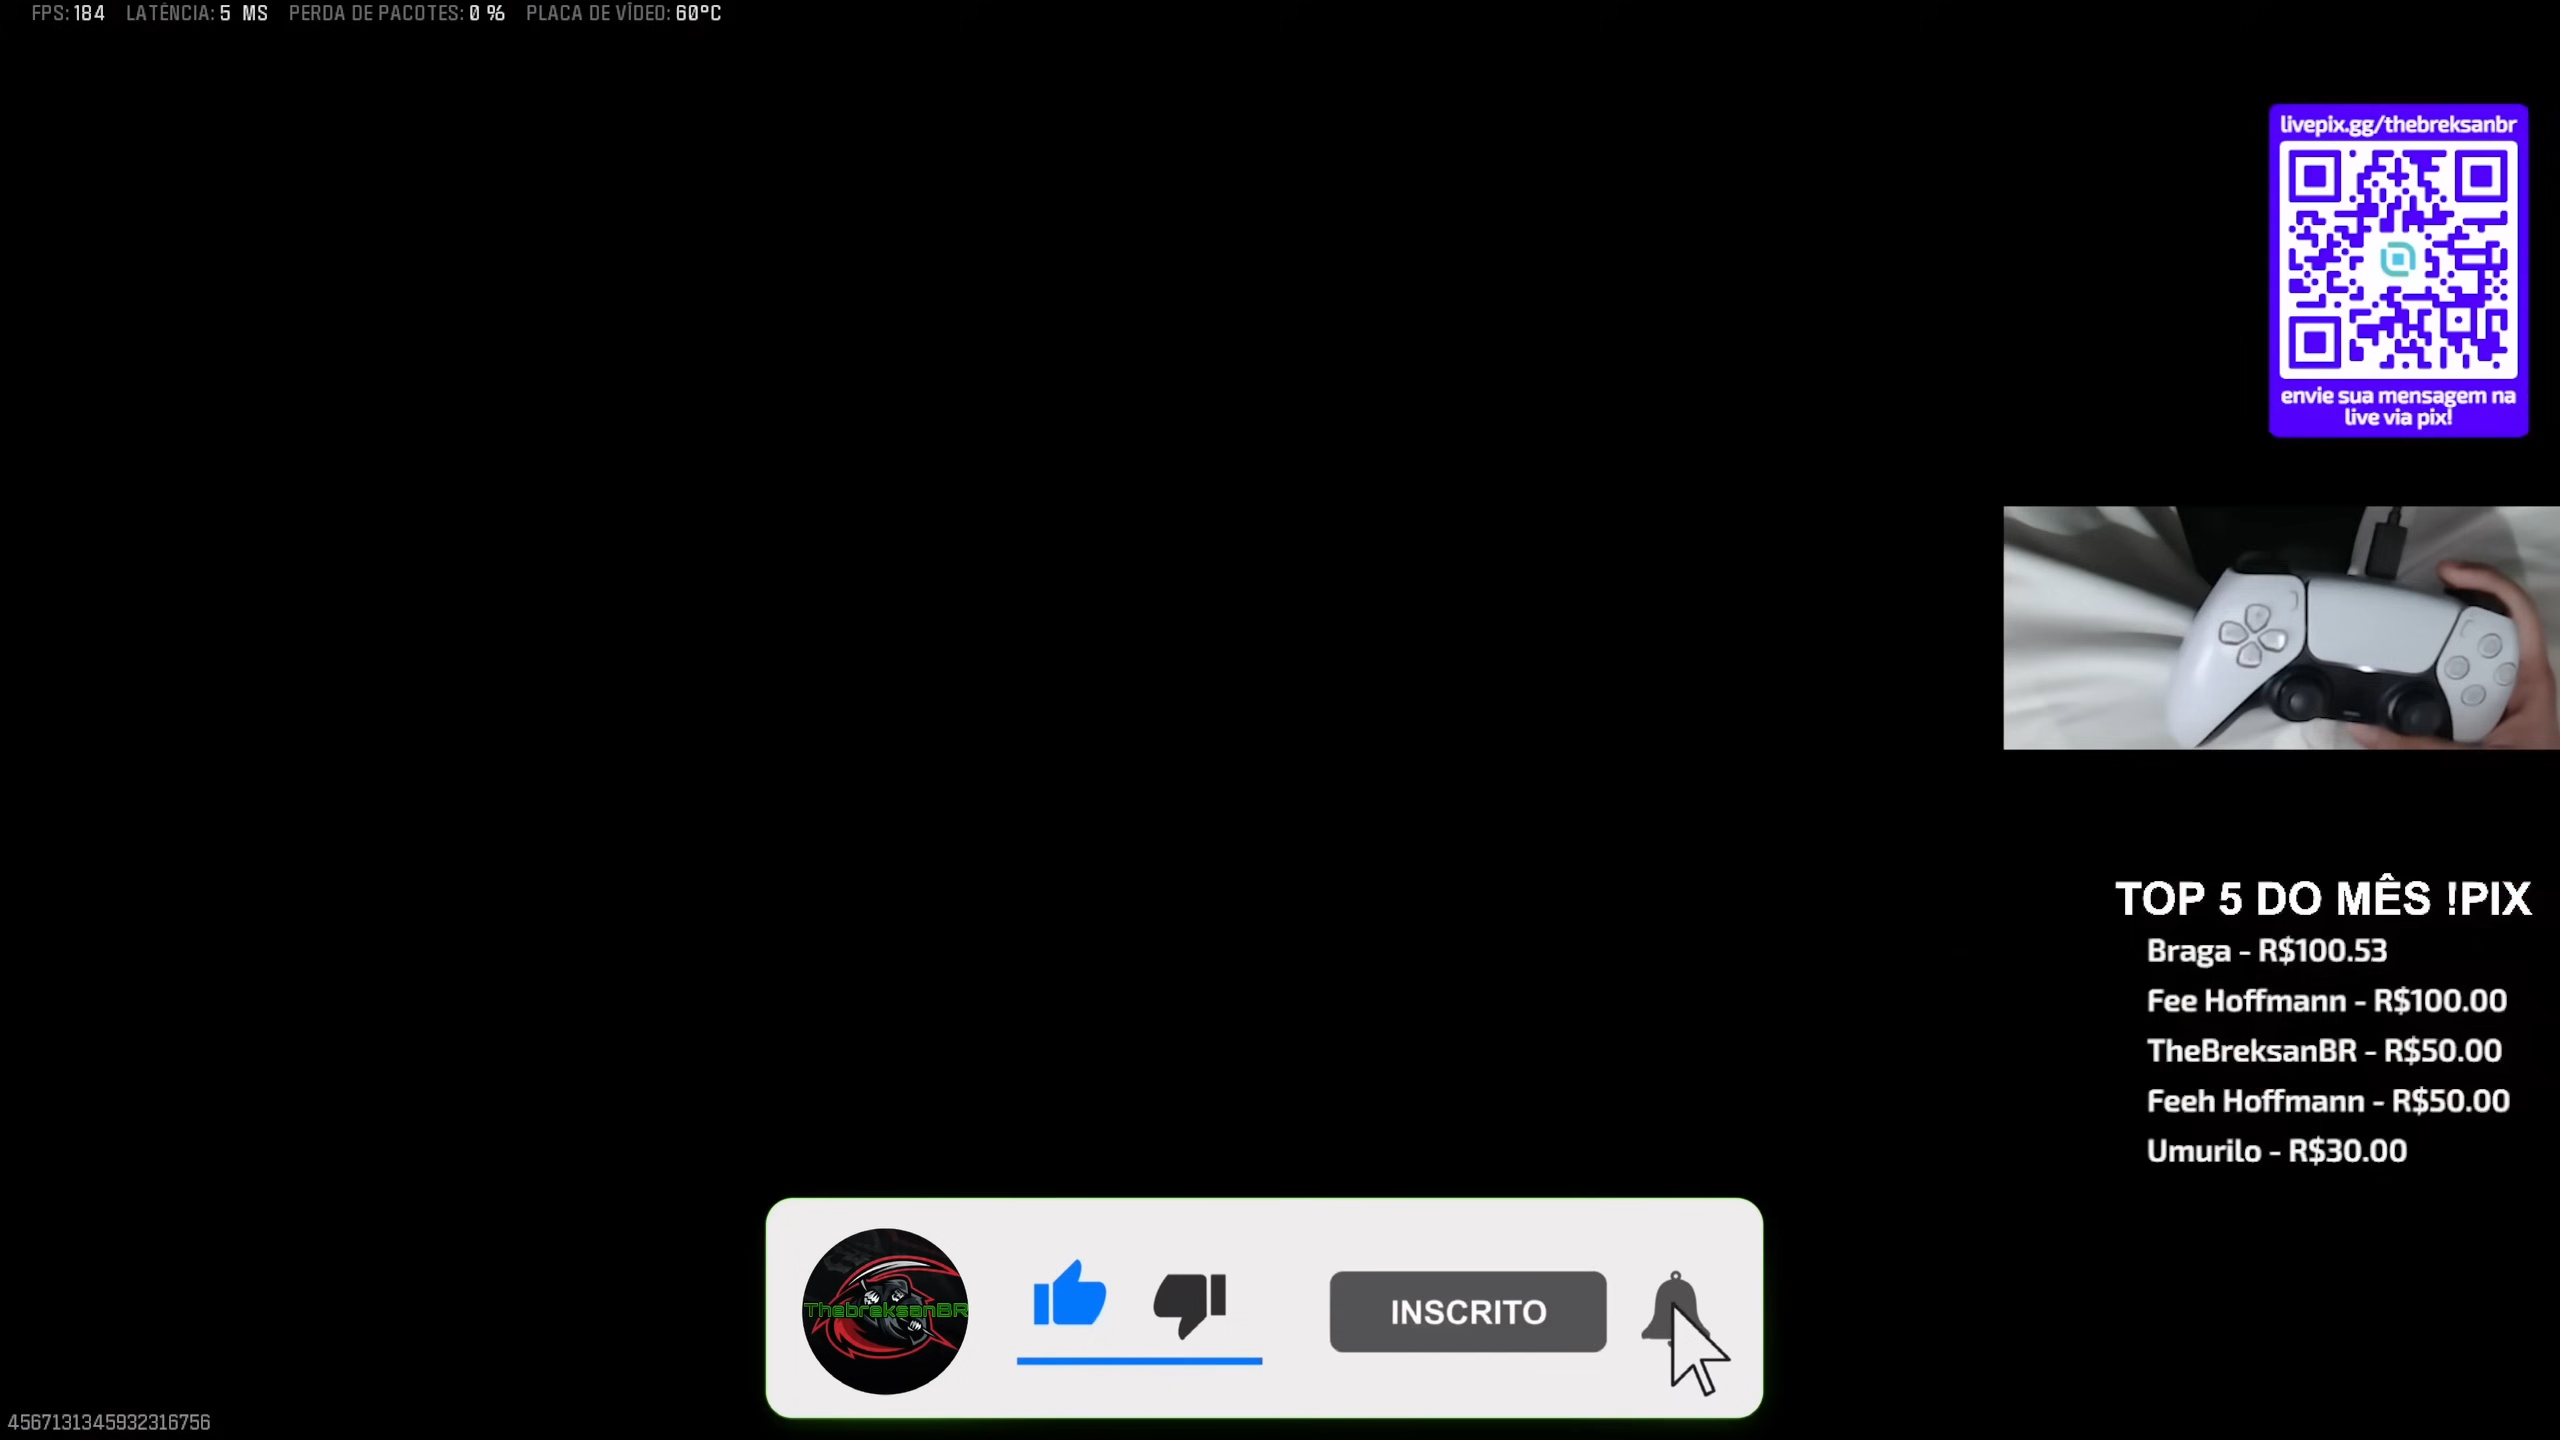 FPS: 184 LATÊNCIA: 5 MS PERDA DE PACOTES: 0 % PLACA DE VÍDEO: 60°C
livepix.gg/thebreksanbr
envie sua mensagem na
live via pix!
TOP 5 DO MÊS !PIX
Braga - R$100.53
Fee Hoffmann - R$100.00
TheBreksanBR - R$50.00
Feeh Hoffmann - R$50.00
Umurilo - R$30.00
ThebreksanBR
INSCRITO
4567131345932316756